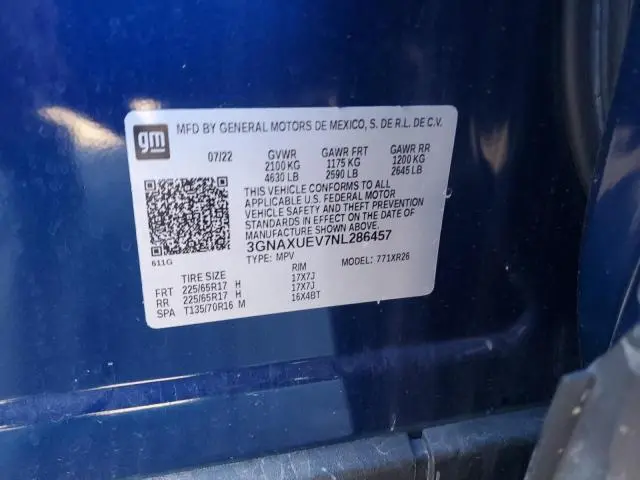 gm
MFD BY GENERAL MOTORS DE MEXICO, S. DE R.L. DE C.V.
07/22 GVWR GAWR FRT GAWR RR
2100 KG 1175 KG 1200 KG
4630 LB 2590 LB 2645 LB
THIS VEHICLE CONFORMS TO ALL
APPLICABLE U.S. FEDERAL MOTOR
VEHICLE SAFETY AND THEFT PREVENTION
STANDARDS IN EFFECT ON THE DATE OF
MANUFACTURE SHOWN ABOVE.
3GNAXUEV7NL286457
611G TYPE: MPV MODEL: 771XR26
TIRE SIZE RIM
FRT 225/65R17 H 17X7J
RR 225/65R17 H 17X7J
SPA T135/70R16 M 16X4BT